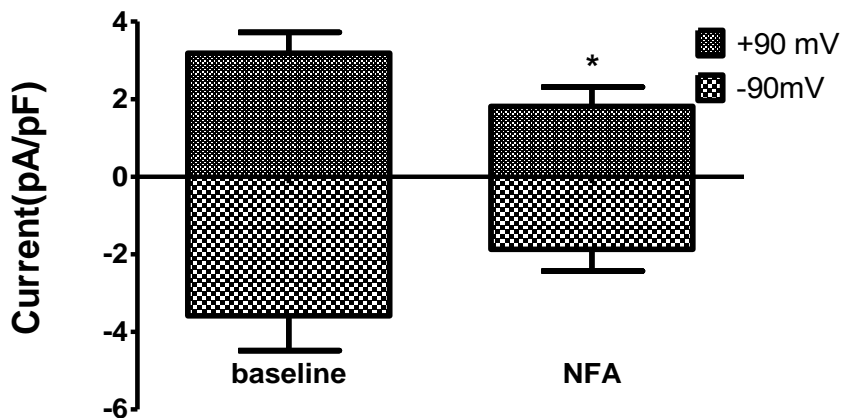 Current(pA/pF)
4
2
0
-2
-4
-6
*
+90 mV
-90mV
baseline
NFA